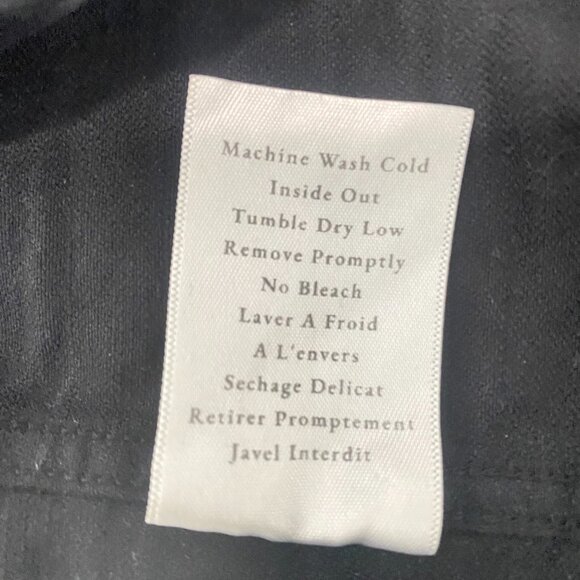 Machine Wash Cold
Inside Out
Tumble Dry Low
Remove Promptly
No Bleach
Laver A Froid
A L'envers
Sechage Delicat
Retirer Promptement
Javel Interdit